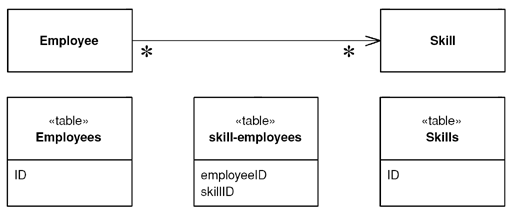 Employee
*
*
Skill
«table»
Employees
ID
«table»
skill-employees
employeeID
skillID
«table»
Skills
ID